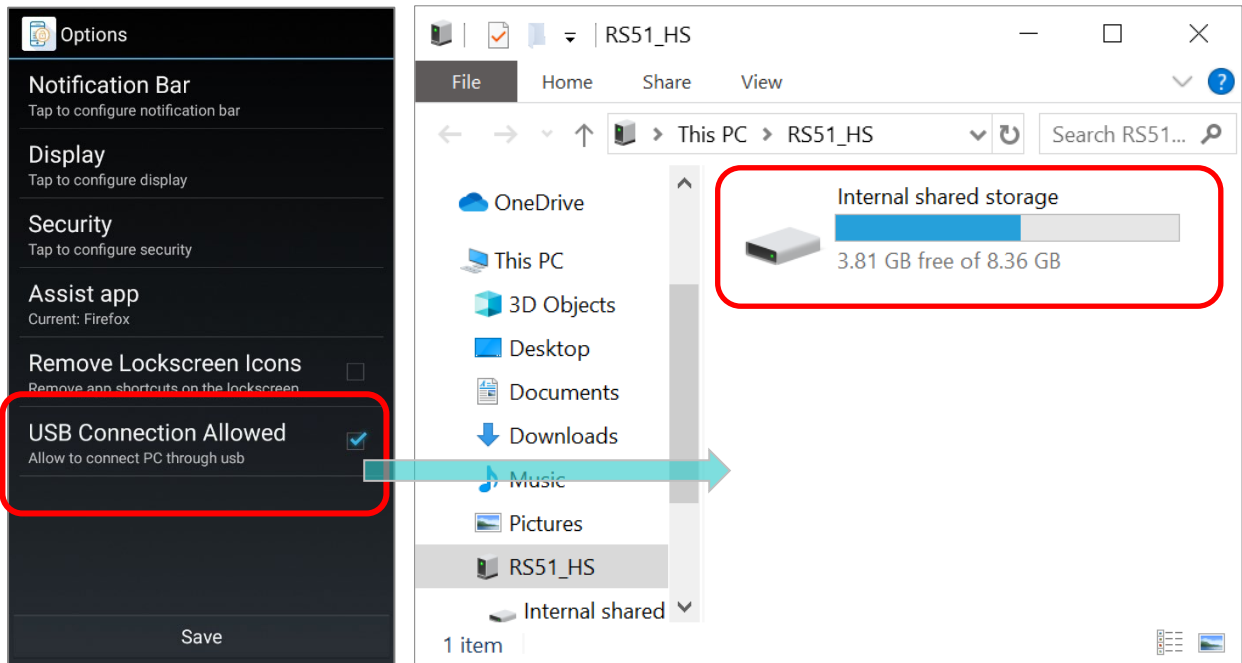 Options
Notification Bar
Tap to configure notification bar
Display
Tap to configure display
Security
Tap to configure security
Assist app
Current: Firefox
Remove Lockscreen Icons
Remove app shortcuts on the lockscreen
USB Connection Allowed
Allow to connect PC through usb
Save
RS51_HS
File Home Share View
This PC > RS51_HS
Search RS51...
OneDrive
This PC
3D Objects
Desktop
Documents
Downloads
Music
Pictures
RS51_HS
Internal shared
1 item
Internal shared storage
3.81 GB free of 8.36 GB